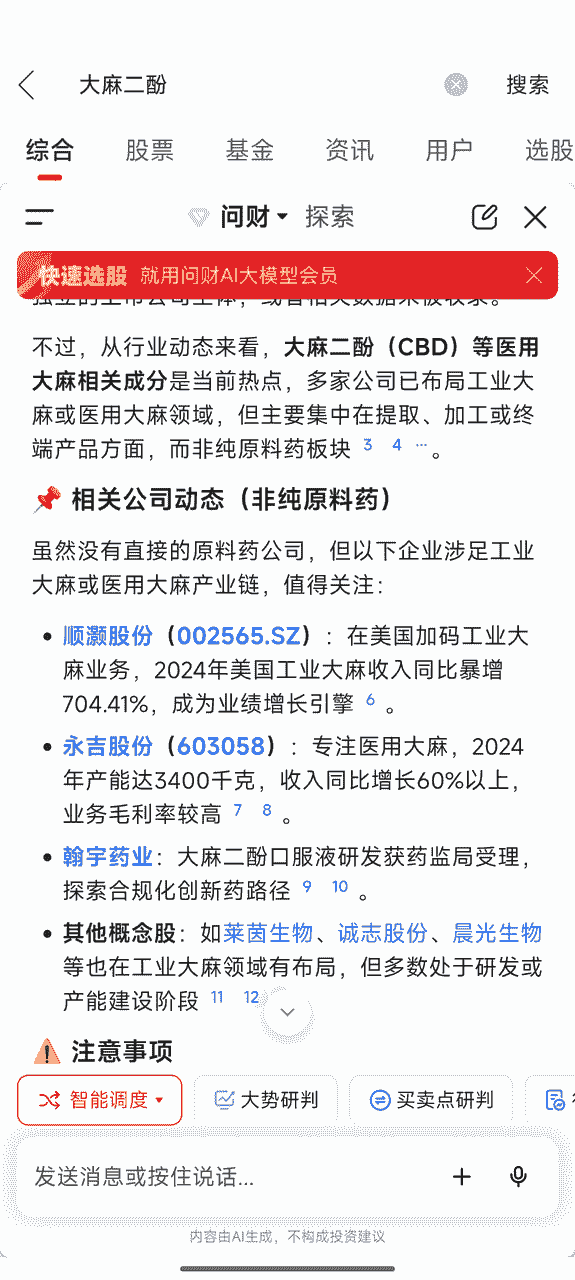 大麻二酚
搜索
综合 股票 基金 资讯 用户 选股
问财 探索
快速选股 就用问财AI大模型会员
不过，从行业动态来看，大麻二酚（CBD）等医用
大麻相关成分是当前热点，多家公司已布局工业大
麻或医用大麻领域，但主要集中在提取、加工或终
端产品方面，而非纯原料药板块 3 4 ...。
相关公司动态（非纯原料药）
虽然没有直接的原料药公司，但以下企业涉足工业
大麻或医用大麻产业链，值得关注：
• 顺灏股份（002565.SZ）：在美国加码工业大
麻业务，2024年美国工业大麻收入同比暴增
704.41%，成为业绩增长引擎 6 。
• 永吉股份（603058）：专注医用大麻，2024
年产能达3400千克，收入同比增长60%以上，
业务毛利率较高 7 8 。
• 翰宇药业：大麻二酚口服液研发获药监局受理，
探索合规化创新药路径 9 10 。
• 其他概念股：如莱茵生物、诚志股份、晨光生物
等也在工业大麻领域有布局，但多数处于研发或
产能建设阶段 11 12
注意事项
智能调度 大势研判 买卖点研判
发送消息或按住说话...
内容由AI生成，不构成投资建议